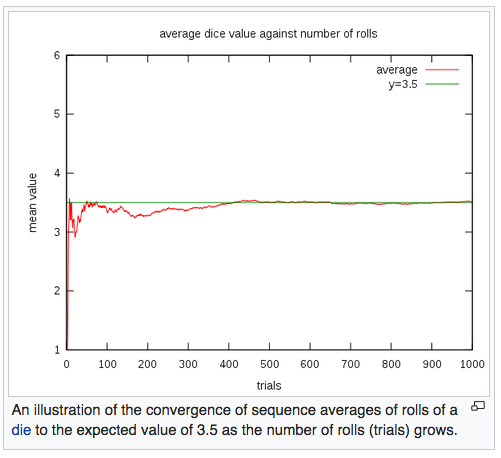 average dice value against number of rolls
average
y=3.5
6
5
4
3
2
1
mean value
0 100 200 300 400 500 600 700 800 900 1000
trials
An illustration of the convergence of sequence averages of rolls of a
die to the expected value of 3.5 as the number of rolls (trials) grows.